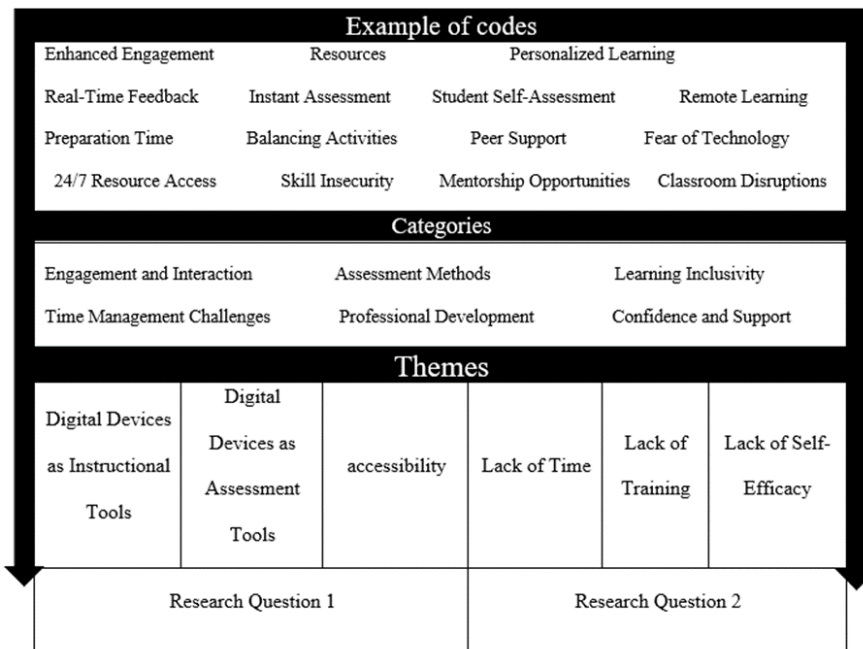 Example of codes
Enhanced Engagement Resources Personalized Learning
Real-Time Feedback Instant Assessment Student Self-Assessment Remote Learning
Preparation Time Balancing Activities Peer Support Fear of Technology
24/7 Resource Access Skill Insecurity Mentorship Opportunities Classroom Disruptions
Categories
Engagement and Interaction Assessment Methods Learning Inclusivity
Time Management Challenges Professional Development Confidence and Support
Themes
Digital Devices
as Instructional
Tools
Digital
Devices as
Assessment
Tools
accessibility
Lack of Time
Lack of
Training
Lack of Self-
Efficacy
Research Question 1
Research Question 2